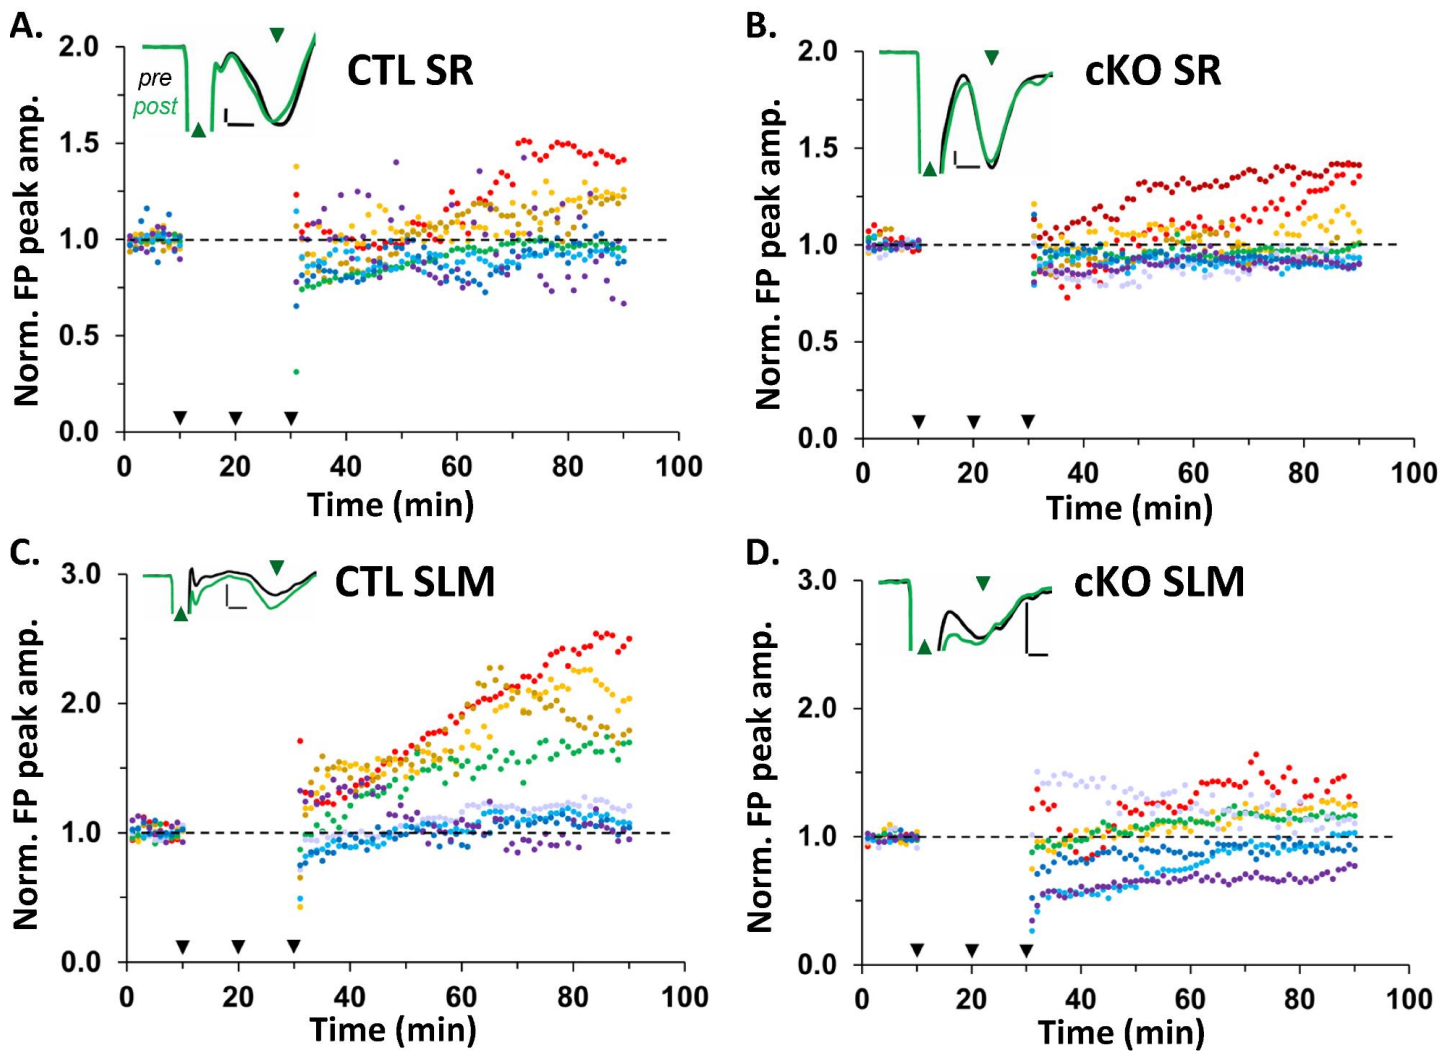 A.
CTL SR
pre
post
Norm. FP peak amp.
2.0
1.5
1.0
0.5
0.0
0 20 40 60 80 100
Time (min)
B.
cKO SR
Norm. FP peak amp.
2.0
1.5
1.0
0.5
0.0
0 20 40 60 80 100
Time (min)
C.
CTL SLM
Norm. FP peak amp.
3.0
2.0
1.0
0.0
0 20 40 60 80 100
Time (min)
D.
cKO SLM
Norm. FP peak amp.
3.0
2.0
1.0
0.0
0 20 40 60 80 100
Time (min)